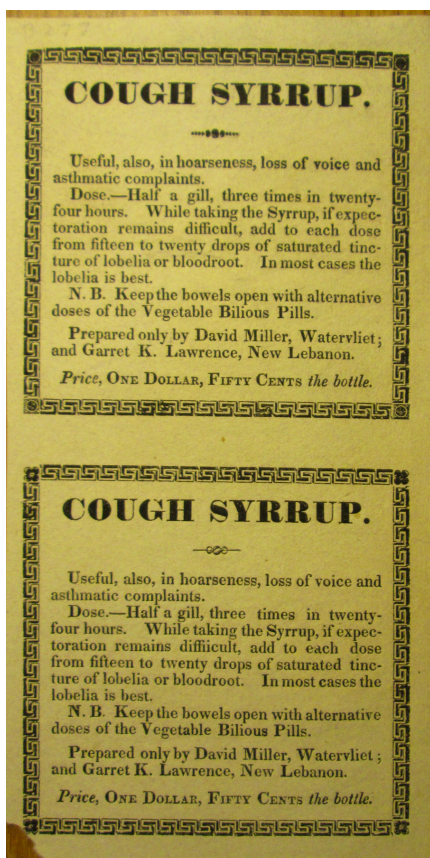 COUGH SYRRUP.
Useful, also, in hoarseness, loss of voice and
asthmatic complaints.
Dose.—Half a gill, three times in twenty-
four hours. While taking the Syrrup, if expec-
toration remains difficult, add to each dose
from fifteen to twenty drops of saturated tinc-
ture of lobelia or bloodroot. In most cases the
lobelia is best.
N. B. Keep the bowels open with alternative
doses of the Vegetable Bilious Pills.
Prepared only by David Miller, Watervliet;
and Garret K. Lawrence, New Lebanon.
Price, ONE DOLLAR, FIFTY CENTS the bottle.
COUGH SYRRUP.
Useful, also, in hoarseness, loss of voice and
asthmatic complaints.
Dose.—Half a gill, three times in twenty-
four hours. While taking the Syrrup, if expec-
toration remains diffiicult, add to each dose
from fifteen to twenty drops of saturated tinc-
ture of lobelia or bloodroot. In most cases the
lobelia is best.
N. B. Keep the bowels open with alternative
doses of the Vegetable Bilious Pills.
Prepared only by David Miller, Watervliet;
and Garret K. Lawrence, New Lebanon.
Price, ONE DOLLAR, FIFTY CENTS the bottle.